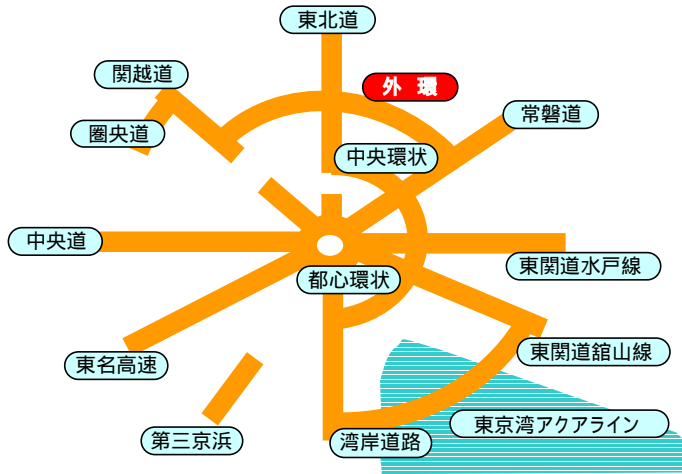 東北道
関越道
外 環
圏央道
常磐道
中央環状
中央道
東関道水戸線
都心環状
東関道舘山線
東名高速
東京湾アクアライン
第三京浜
湾岸道路